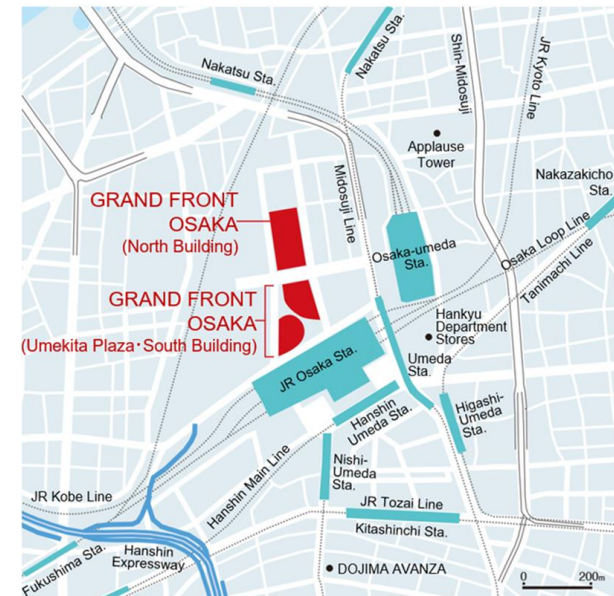 Nakatsu Sta.
Nakatsu Sta.
Shin-Midosuji
JR Kyoto Line
Applause
Tower
Nakazakicho
Sta.
Midosuji Line
GRAND FRONT
OSAKA
(North Building)
Osaka-umeda
Sta.
Osaka Loop Line
Tanimachi Line
GRAND FRONT
OSAKA
(Umekita Plaza･South Building)
Hankyu
Department
Stores
Umeda
Sta.
JR Osaka Sta.
Hanshin
Umeda Sta.
Higashi-
Umeda
Sta.
Hanshin Main Line
Nishi-
Umeda
Sta.
JR Kobe Line
JR Tozai Line
Kitashinchi Sta.
Hanshin
Expressway
Fukushima Sta.
DOJIMA AVANZA
0 200m